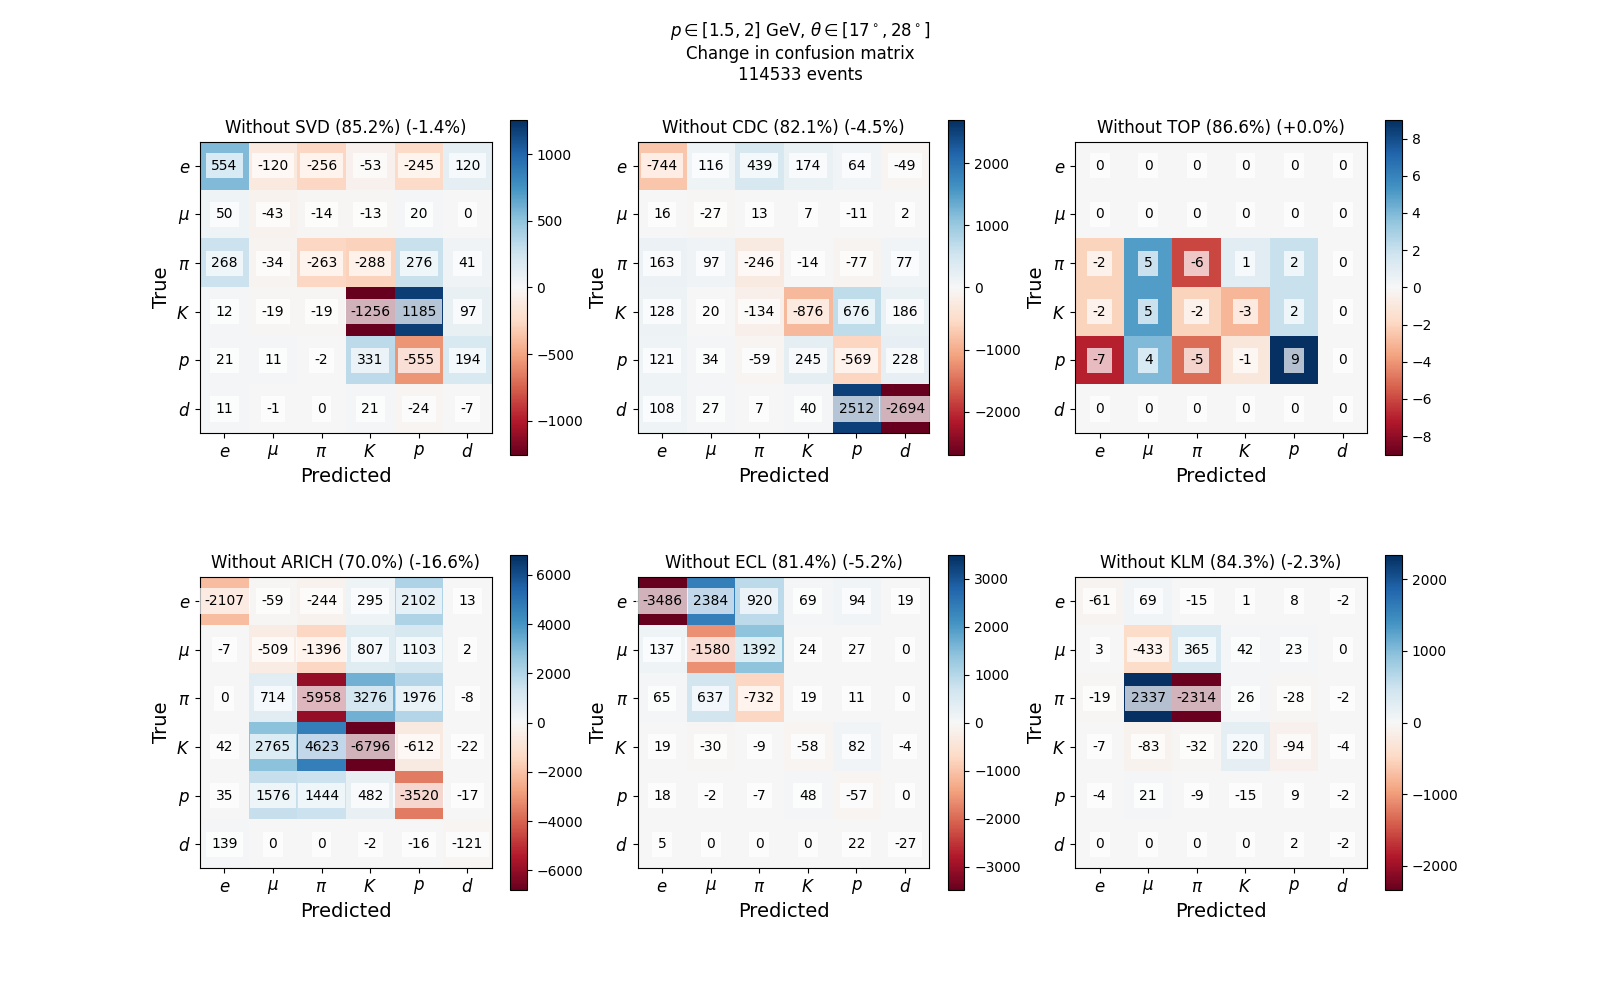 p ∈ [1.5, 2] GeV, θ ∈ [17°, 28°]
Change in confusion matrix
114533 events
Without SVD (85.2%) (-1.4%)
e 554 -120 -256 -53 -245 120
μ 50 -43 -14 -13 20 0
π 268 -34 -263 -288 276 41
K 12 -19 -19 -1256 1185 97
p 21 11 -2 331 -555 194
d 11 -1 0 21 -24 -7
e μ π K p d
Predicted
True
1000
500
0
−500
−1000
Without CDC (82.1%) (-4.5%)
e -744 116 439 174 64 -49
μ 16 -27 13 7 -11 2
π 163 97 -246 -14 -77 77
K 128 20 -134 -876 676 186
p 121 34 -59 245 -569 228
d 108 27 7 40 2512 -2694
e μ π K p d
Predicted
True
2000
1000
0
−1000
−2000
Without TOP (86.6%) (+0.0%)
e 0 0 0 0 0 0
μ 0 0 0 0 0 0
π -2 5 -6 1 2 0
K -2 5 -2 -3 2 0
p -7 4 -5 -1 9 0
d 0 0 0 0 0 0
e μ π K p d
Predicted
True
8
6
4
2
0
−2
−4
−6
−8
Without ARICH (70.0%) (-16.6%)
e -2107 -59 -244 295 2102 13
μ -7 -509 -1396 807 1103 2
π 0 714 -5958 3276 1976 -8
K 42 2765 4623 -6796 -612 -22
p 35 1576 1444 482 -3520 -17
d 139 0 0 -2 -16 -121
e μ π K p d
Predicted
True
6000
4000
2000
0
−2000
−4000
−6000
Without ECL (81.4%) (-5.2%)
e -3486 2384 920 69 94 19
μ 137 -1580 1392 24 27 0
π 65 637 -732 19 11 0
K 19 -30 -9 -58 82 -4
p 18 -2 -7 48 -57 0
d 5 0 0 0 22 -27
e μ π K p d
Predicted
True
3000
2000
1000
0
−1000
−2000
−3000
Without KLM (84.3%) (-2.3%)
e -61 69 -15 1 8 -2
μ 3 -433 365 42 23 0
π -19 2337 -2314 26 -28 -2
K -7 -83 -32 220 -94 -4
p -4 21 -9 -15 9 -2
d 0 0 0 0 2 -2
e μ π K p d
Predicted
True
2000
1000
0
−1000
−2000